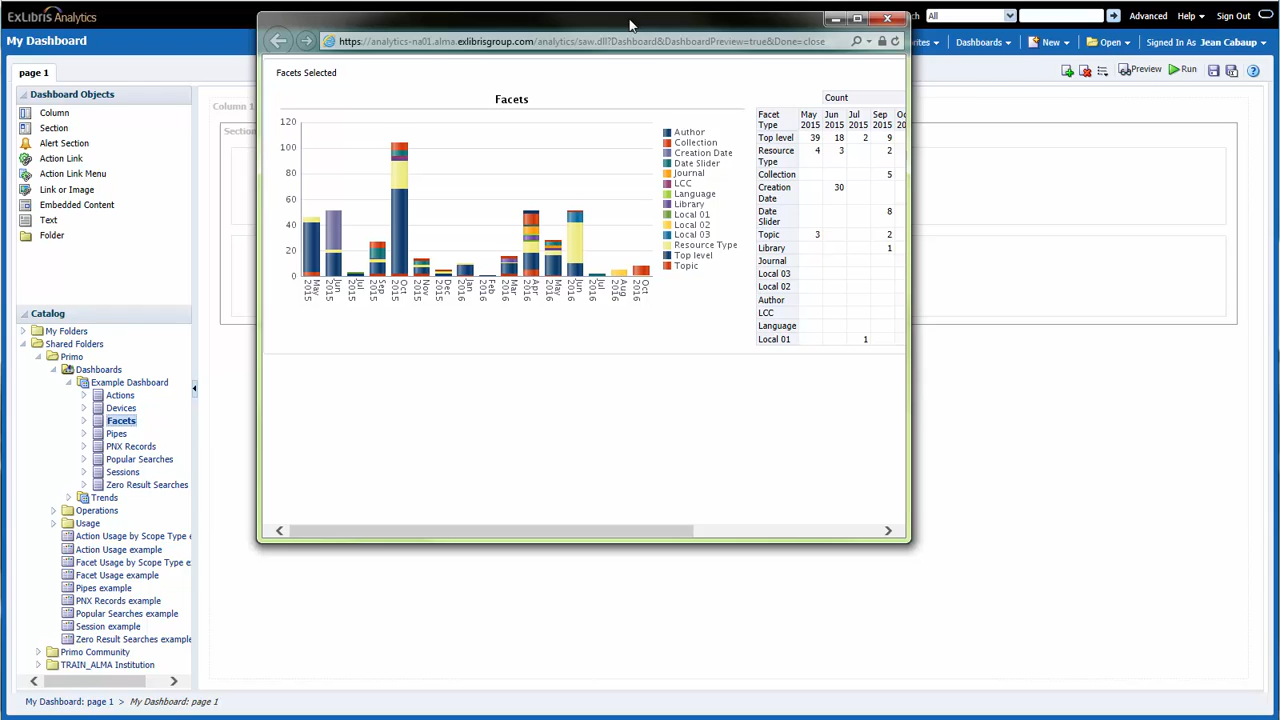 ExLibris Analytics
rch
All
Advanced
Help
Sign Out
My Dashboard
orites
Dashboards
New
Open
Signed In As Jean Cabaup
page 1
Preview
Run
Dashboard Objects
Column
Section
Alert Section
Action Link
Action Link Menu
Link or Image
Embedded Content
Text
Folder
Catalog
My Folders
Shared Folders
Primo
Dashboards
Example Dashboard
Actions
Devices
Facets
Pipes
PNX Records
Popular Searches
Sessions
Zero Result Searches
Trends
Operations
Usage
Action Usage by Scope Type e
Action Usage example
Facet Usage by Scope Type ex
Facet Usage example
Pipes example
PNX Records example
Popular Searches example
Session example
Zero Result Searches example
Primo Community
TRAIN_ALMA Institution
My Dashboard: page 1 > My Dashboard: page 1
Column 1
Section
https://analytics-na01.alma.exlibrisgroup.com/analytics/saw.dll?Dashboard&DashboardPreview=true&Done=close
Facets Selected
Facets
120
100
80
60
40
20
0
May 2015
Jun 2015
Jul 2015
Sep 2015
Oct 2015
Nov 2015
Dec 2015
Jan 2016
Feb 2016
Mar 2016
Apr 2016
May 2016
Jun 2016
Jul 2016
Aug 2016
Oct 2016
Author
Collection
Creation Date
Date Slider
Journal
LCC
Language
Library
Local 01
Local 02
Local 03
Resource Type
Top level
Topic
Count
Facet Type May 2015 Jun 2015 Jul 2015 Sep 2015 Oc 20
Top level 39 18 2 9
Resource Type 4 3 2
Collection 5
Creation Date 30
Date Slider 8
Topic 3 2
Library 1
Journal
Local 03
Local 02
Author
LCC
Language
Local 01 1